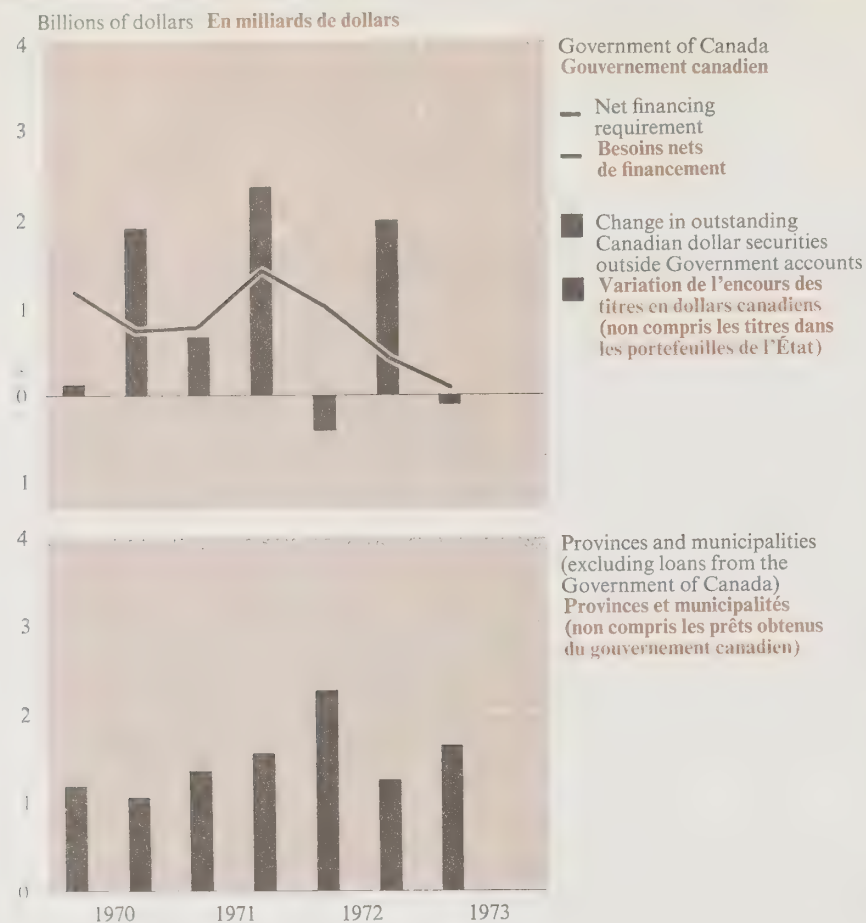 Billions of dollars En milliards de dollars
4
3
2
1
0
1
Government of Canada
Gouvernement canadien
Net financing
requirement
Besoins nets
de financement
Change in outstanding
Canadian dollar securities
outside Government accounts
Variation de l'encours des
titres en dollars canadiens
(non compris les titres dans
les portefeuilles de l'État)
4
3
2
1
0
Provinces and municipalities
(excluding loans from the
Government of Canada)
Provinces et municipalités
(non compris les prêts obtenus
du gouvernement canadien)
1970 1971 1972 1973